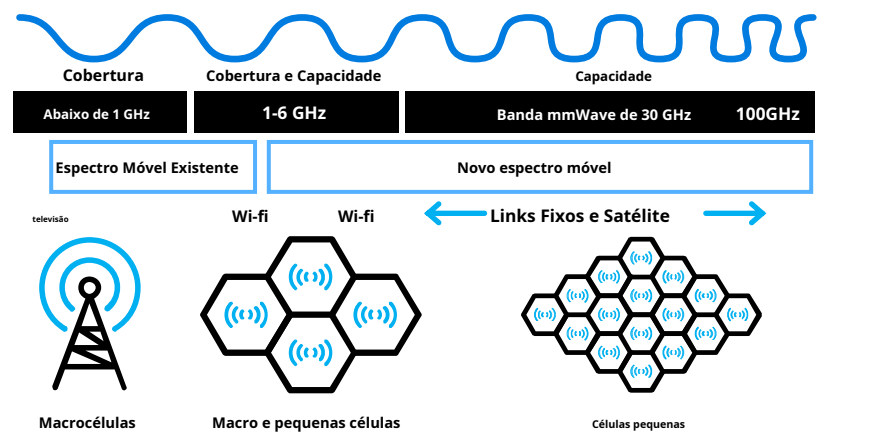 Cobertura
Cobertura e Capacidade
Capacidade
Abaixo de 1 GHz
1-6 GHz
Banda mmWave de 30 GHz
100GHz
Espectro Móvel Existente
Novo espectro móvel
televisão
Wi-fi
Wi-fi
Links Fixos e Satélite
Macrocélulas
Macro e pequenas células
Células pequenas